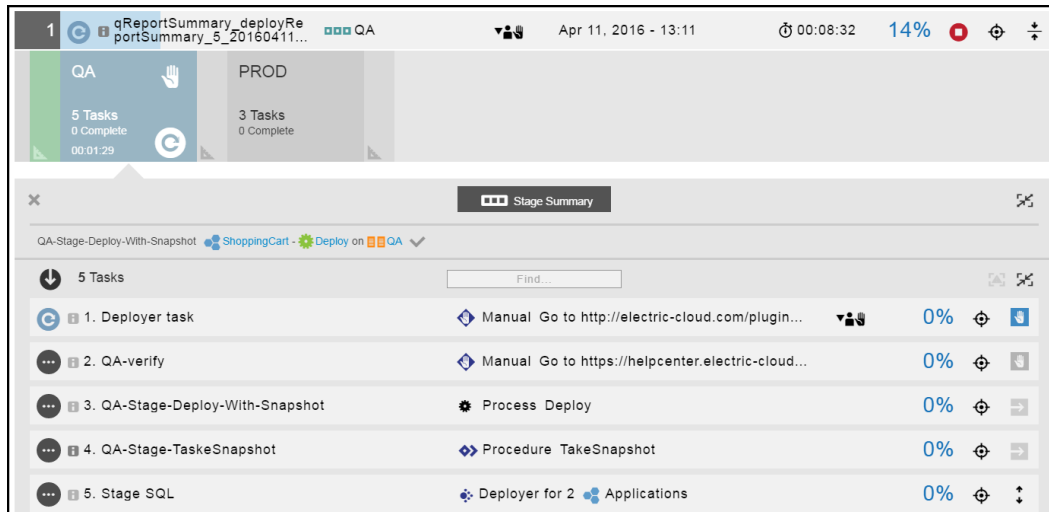 1 qReportSummary_deployRe
portSummary_5_20160411... QA Apr 11, 2016 - 13:11 00:08:32 14%
QA PROD
5 Tasks 3 Tasks
0 Complete 0 Complete
00:01:29
Stage Summary
QA-Stage-Deploy-With-Snapshot ShoppingCart - Deploy on QA
5 Tasks Find...
1. Deployer task Manual Go to http://electric-cloud.com/plugin... 0%
2. QA-verify Manual Go to https://helpcenter.electric-cloud... 0%
3. QA-Stage-Deploy-With-Snapshot Process Deploy 0%
4. QA-Stage-TaskeSnapshot Procedure TakeSnapshot 0%
5. Stage SQL Deployer for 2 Applications 0%